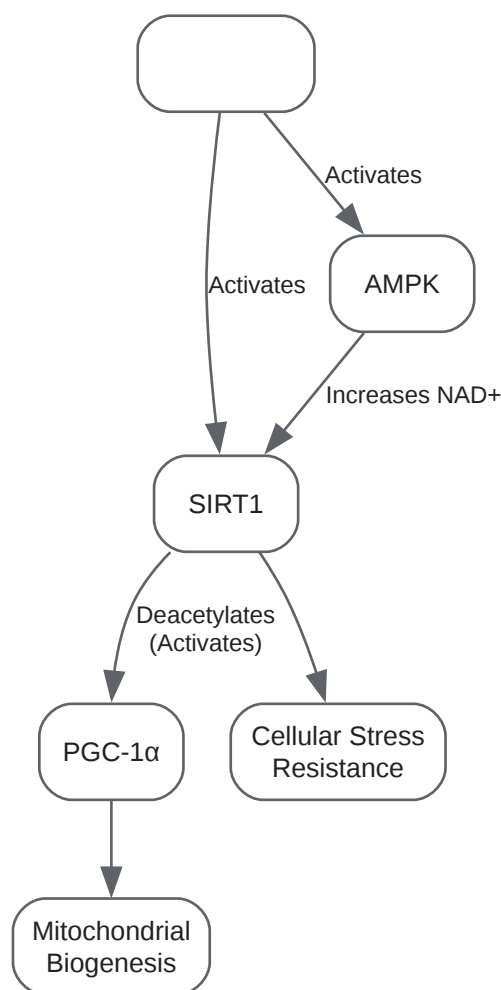 Activates
Activates
AMPK
Increases NAD+
SIRT1
Deacetylates
(Activates)
PGC-1α
Cellular Stress
Resistance
Mitochondrial
Biogenesis